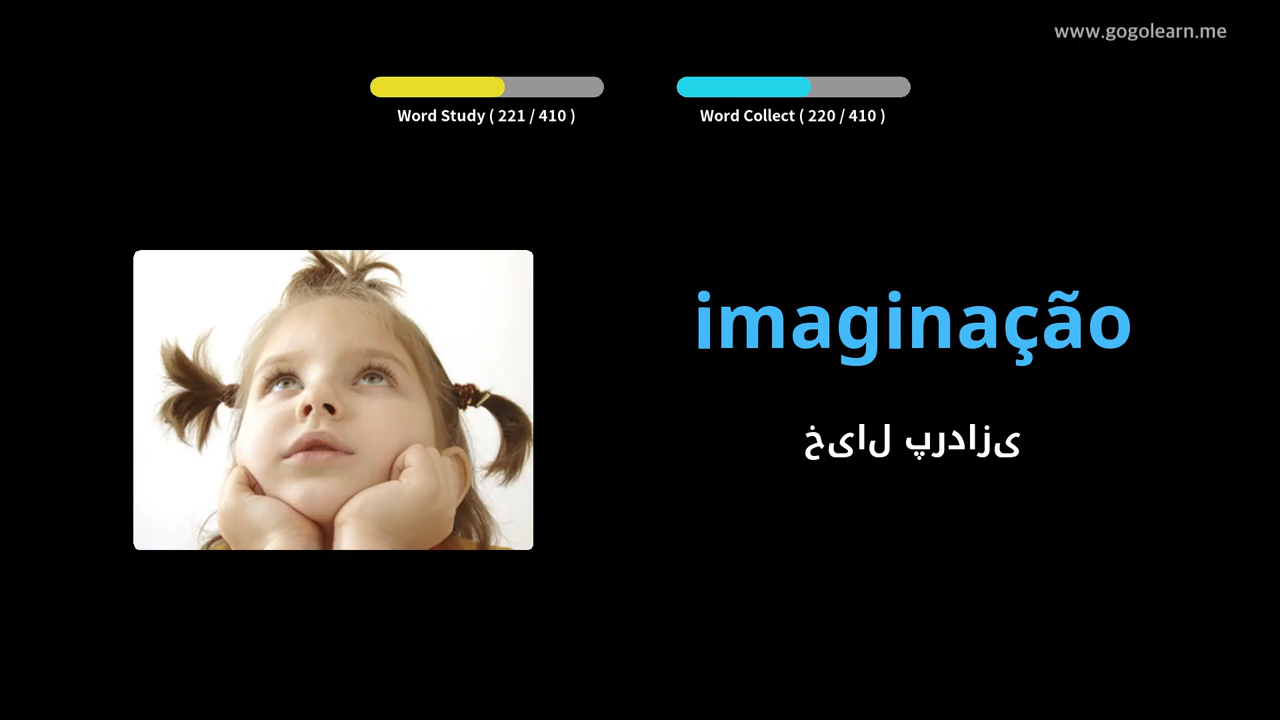 www.gogolearn.me
Word Study ( 221 / 410 )
Word Collect ( 220 / 410 )
imaginação
خیال پردازی